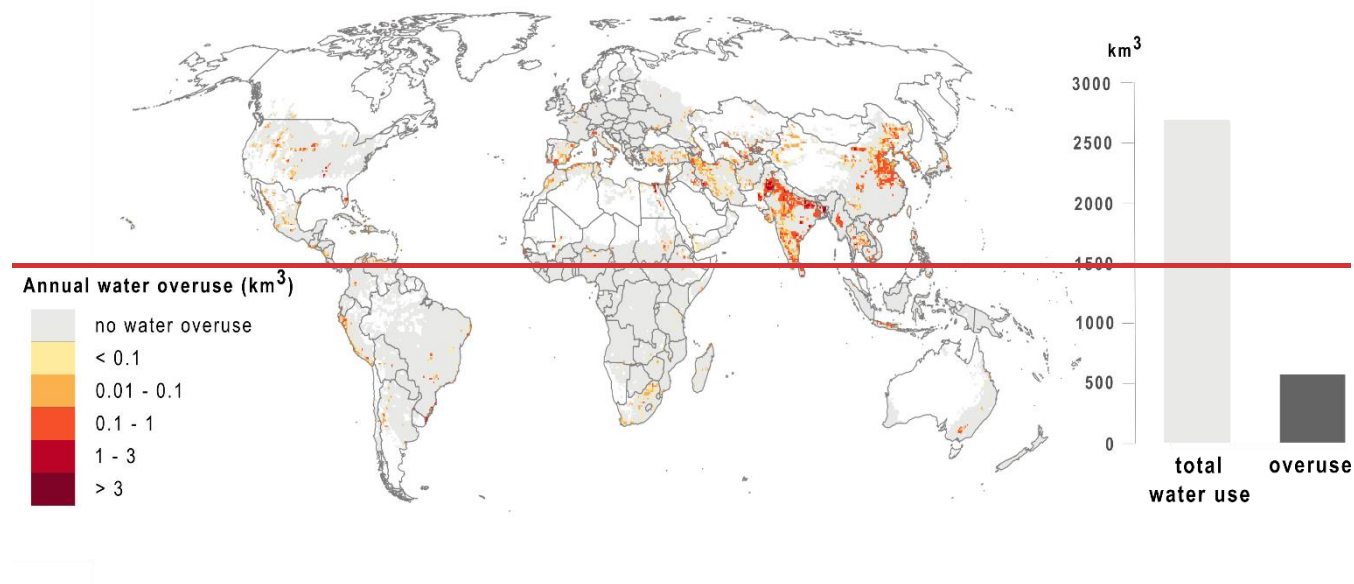 Annual water overuse (km³)
no water overuse
< 0.1
0.01 - 0.1
0.1 - 1
1 - 3
> 3
km³
3000
2500
2000
1500
1000
500
0
total
water use
overuse